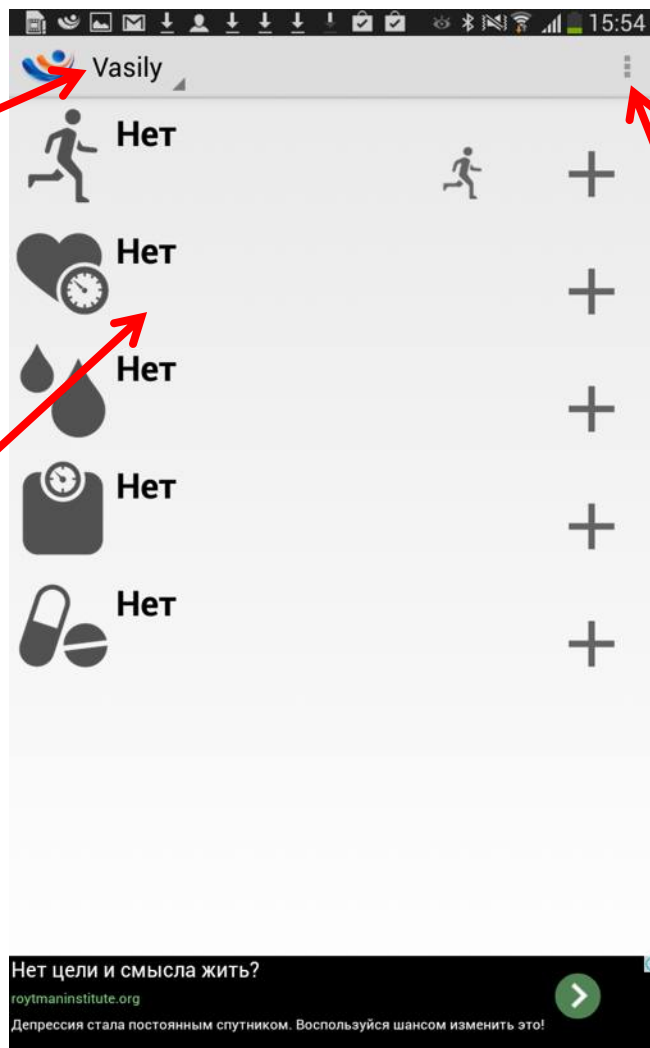 15:54
Vasily
Нет
Нет
Нет
Нет
Нет
Нет цели и смысла жить?
roytmaninstitute.org
Депрессия стала постоянным спутником. Воспользуйся шансом изменить это!